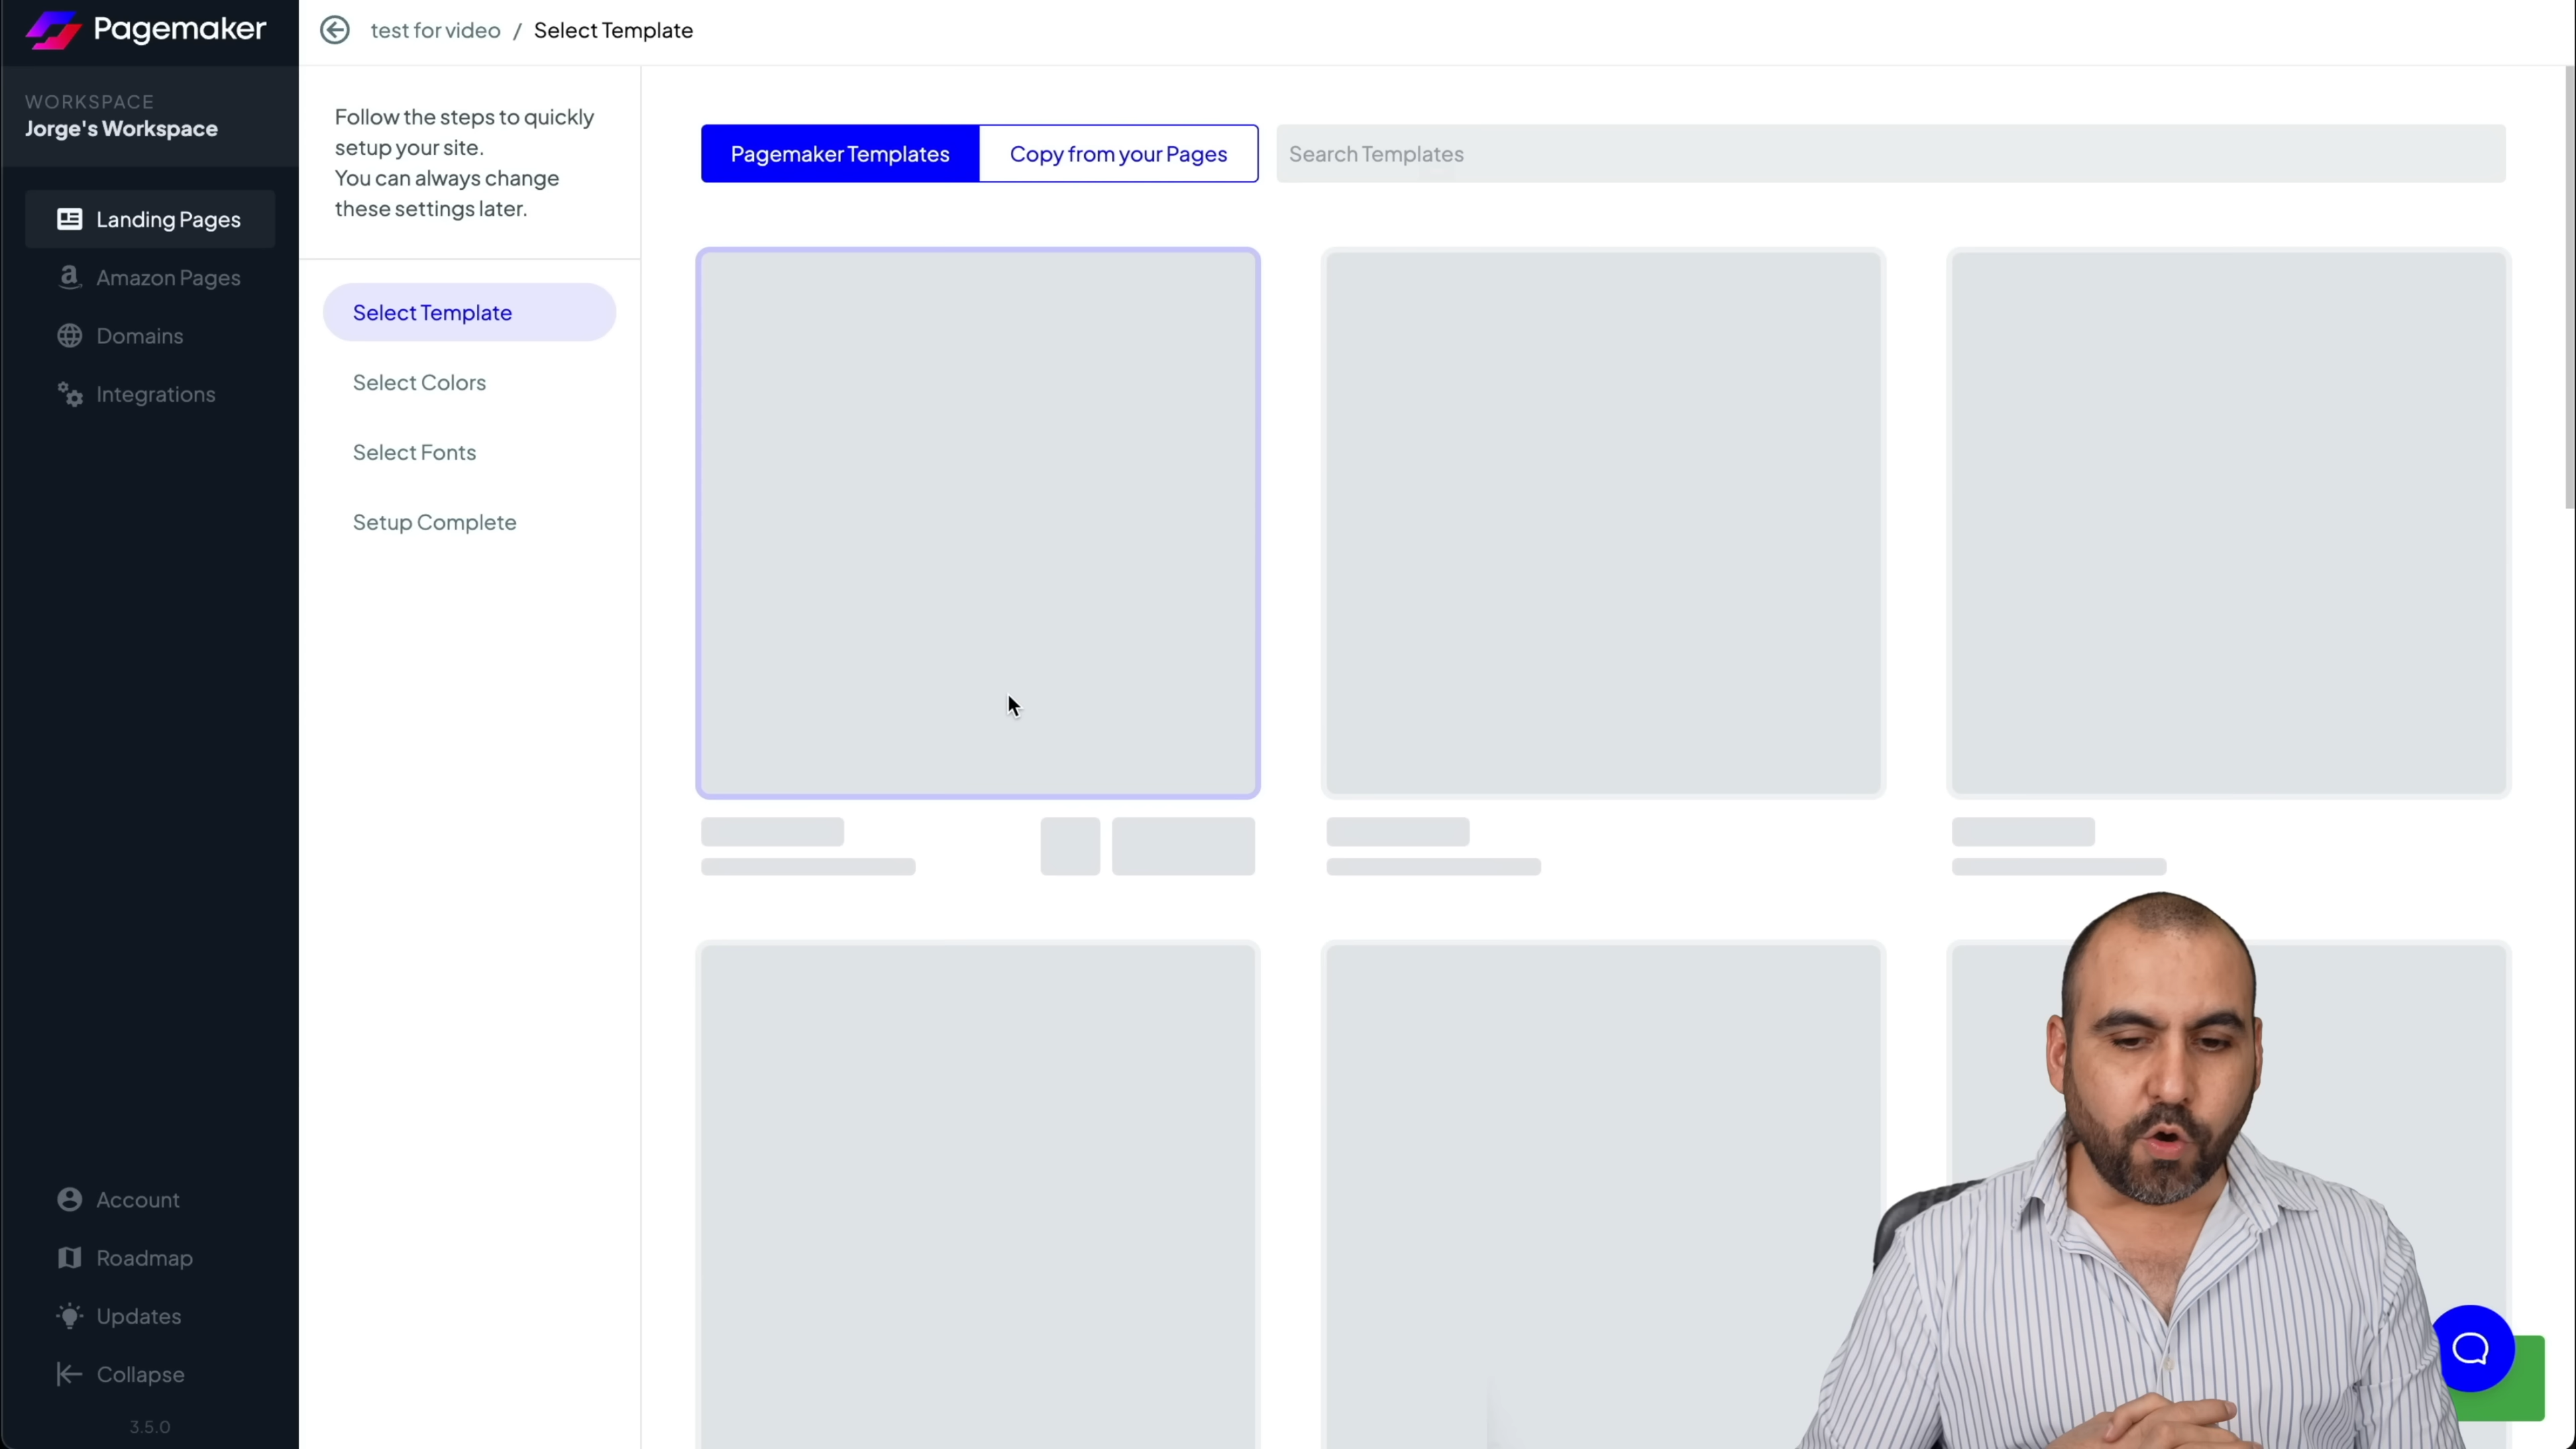 Pagemaker
test for video / Select Template
WORKSPACE
Jorge's Workspace
Landing Pages
Amazon Pages
Domains
Integrations
Account
Roadmap
Updates
Collapse
3.5.0
Follow the steps to quickly
setup your site.
You can always change
these settings later.
Select Template
Select Colors
Select Fonts
Setup Complete
Pagemaker Templates
Copy from your Pages
Search Templates